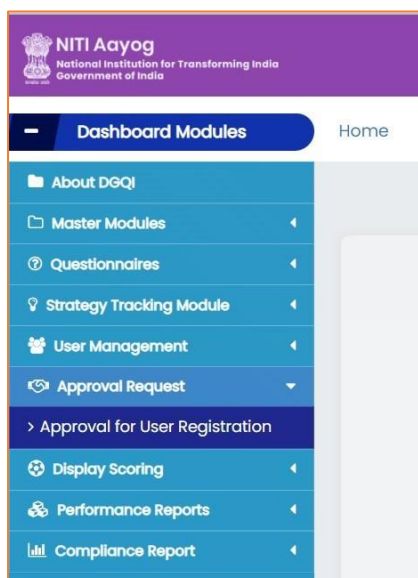 NITI Aayog
National Institution for Transforming India
Government of India
Dashboard Modules
Home
About DGQI
Master Modules
Questionnaires
Strategy Tracking Module
User Management
Approval Request
> Approval for User Registration
Display Scoring
Performance Reports
Compliance Report